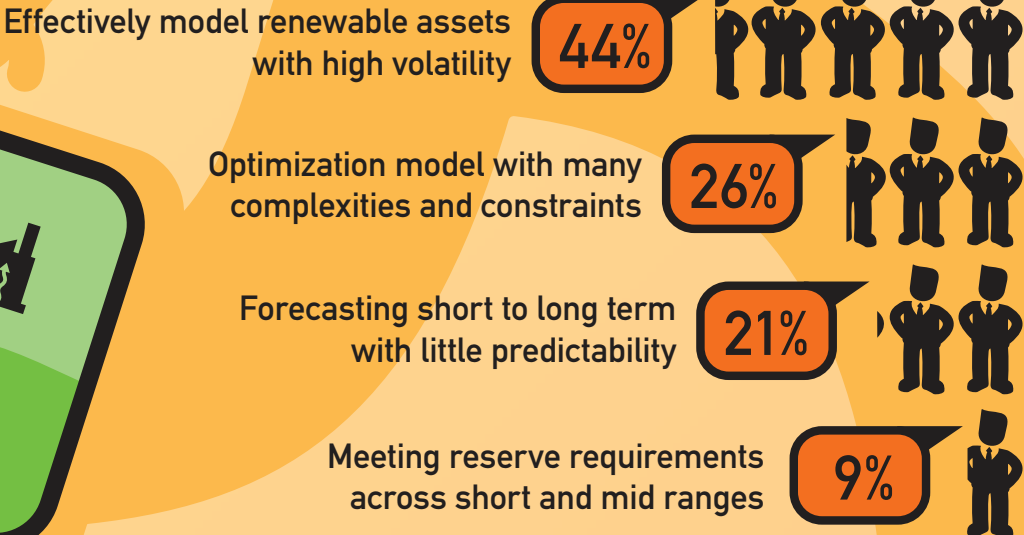 Effectively model renewable assets
with high volatility
44%
Optimization model with many
complexities and constraints
26%
Forecasting short to long term
with little predictability
21%
Meeting reserve requirements
across short and mid ranges
9%